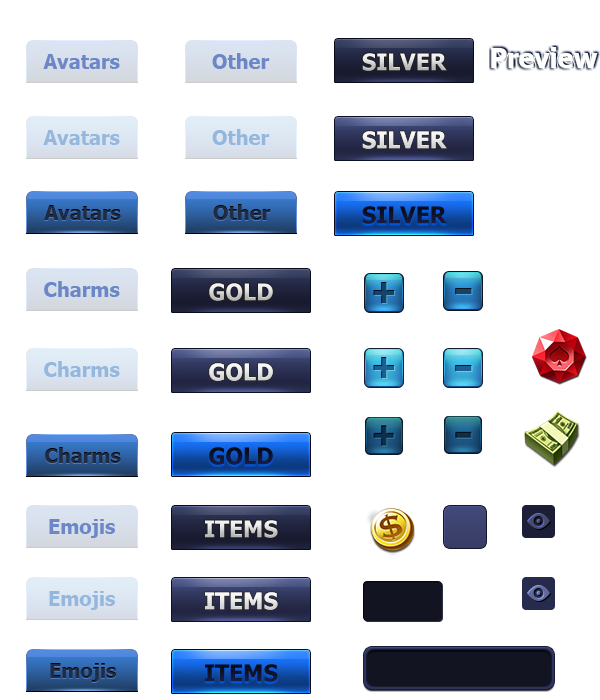 Avatars Other SILVER Preview
Avatars Other SILVER
Avatars Other SILVER
Charms GOLD
Charms GOLD
Charms GOLD
Emojis ITEMS
Emojis ITEMS
Emojis ITEMS